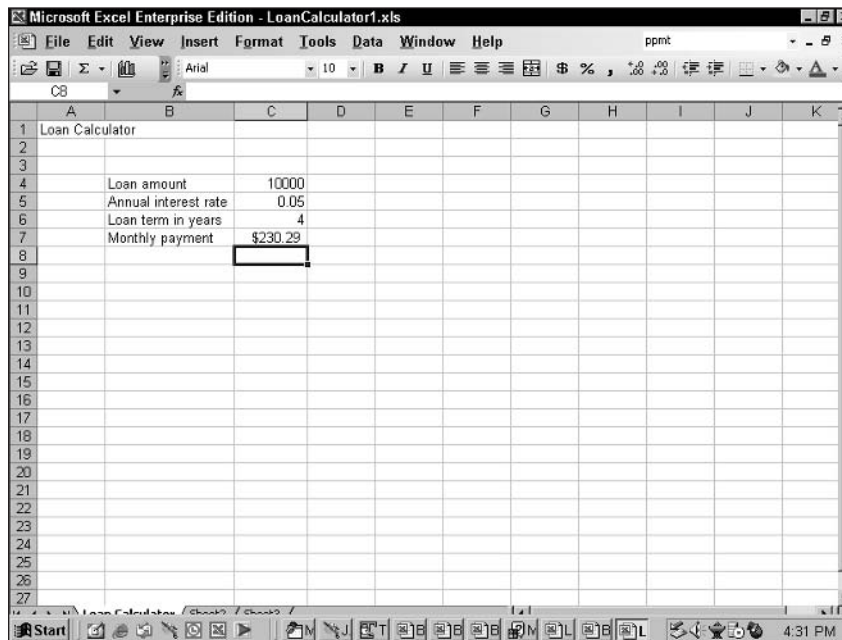 Microsoft Excel Enterprise Edition - LoanCalculator1.xls
File Edit View Insert Format Tools Data Window Help ppmt
Σ Arial 10 B I U $ % ,
C8 fx
A B C D E F G H I J K
1 Loan Calculator
2
3
4 Loan amount 10000
5 Annual interest rate 0.05
6 Loan term in years 4
7 Monthly payment $230.29
8
9
10
11
12
13
14
15
16
17
18
19
20
21
22
23
24
25
26
27
Loan Calculator / Sheet2 / Sheet3 /
Start M J T B B B M L B L 4:31 PM